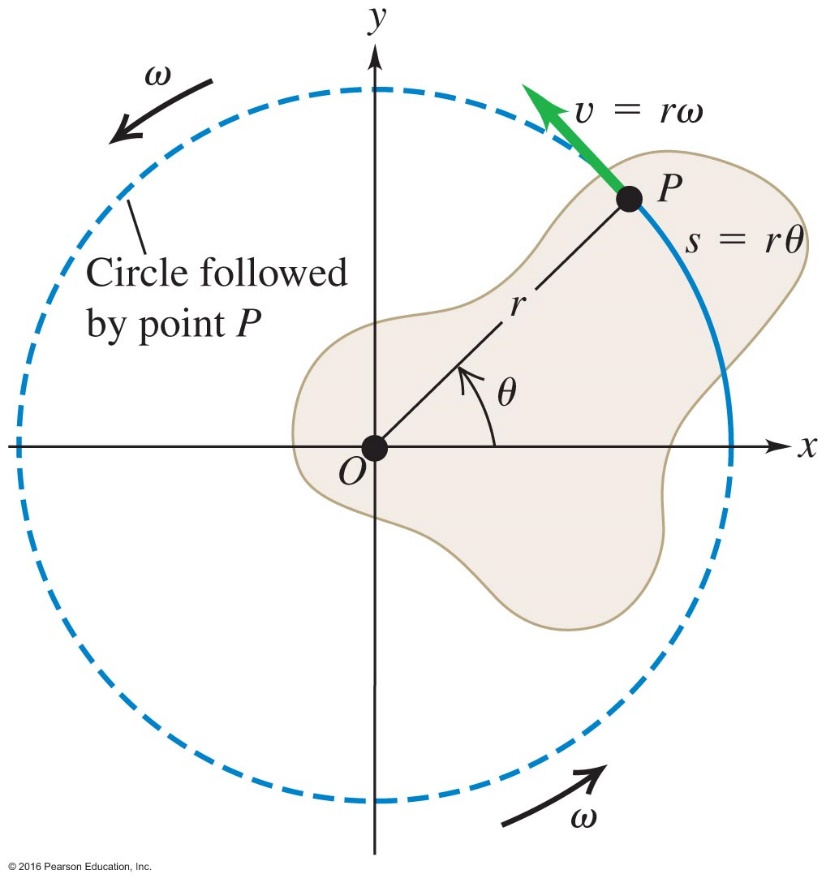 y
ω
v = rω
P
s = rθ
Circle followed
by point P
r
θ
O
x
ω
© 2016 Pearson Education, Inc.